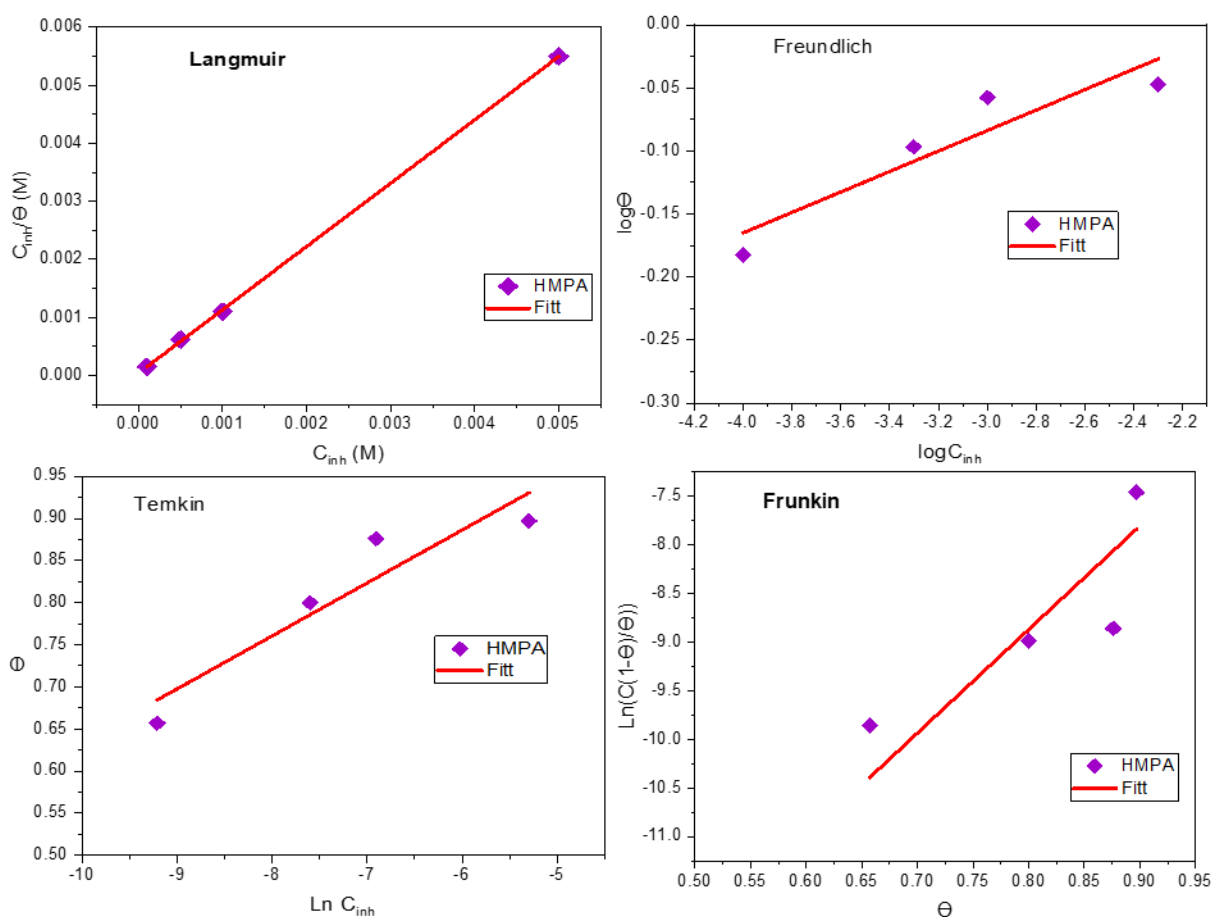 Langmuir
0.006
0.005
0.004
0.003
0.002
0.001
0.000
C_inh/Θ (M)
HMPA
Fitt
0.000 0.001 0.002 0.003 0.004 0.005
C_inh (M)
Freundlich
0.00
-0.05
-0.10
-0.15
-0.20
-0.25
-0.30
logΘ
HMPA
Fitt
-4.2 -4.0 -3.8 -3.6 -3.4 -3.2 -3.0 -2.8 -2.6 -2.4 -2.2
logC_inh
Temkin
0.95
0.90
0.85
0.80
0.75
0.70
0.65
0.60
0.55
0.50
Θ
HMPA
Fitt
-10 -9 -8 -7 -6 -5
Ln C_inh
Frunkin
-7.5
-8.0
-8.5
-9.0
-9.5
-10.0
-10.5
-11.0
Ln(C(1-Θ)/Θ))
HMPA
Fitt
0.50 0.55 0.60 0.65 0.70 0.75 0.80 0.85 0.90 0.95
Θ